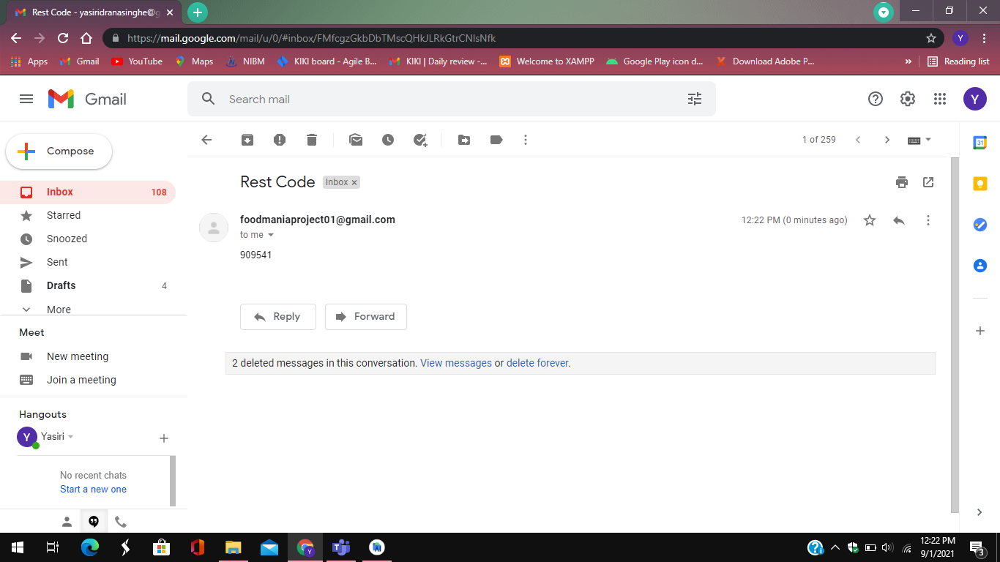 Rest Code - yasiridranasinghe@g
https://mail.google.com/mail/u/0/#inbox/FMfcgzGkbDbTMscQHkJLRkGtrCNlsNfk
Y
Apps Gmail YouTube Maps NIBM KIKI board - Agile B... KIKI | Daily review -... Welcome to XAMPP Google Play icon d... Download Adobe P... » Reading list
Gmail
Search mail
Y
Compose
1 of 259
Inbox 108
Starred
Snoozed
Sent
Drafts 4
More
Meet
New meeting
Join a meeting
Hangouts
Y Yasiri
No recent chats
Start a new one
Rest Code Inbox ×
foodmaniaproject01@gmail.com 12:22 PM (0 minutes ago)
to me
909541
Reply Forward
2 deleted messages in this conversation. View messages or delete forever.
31
12:22 PM
9/1/2021
3